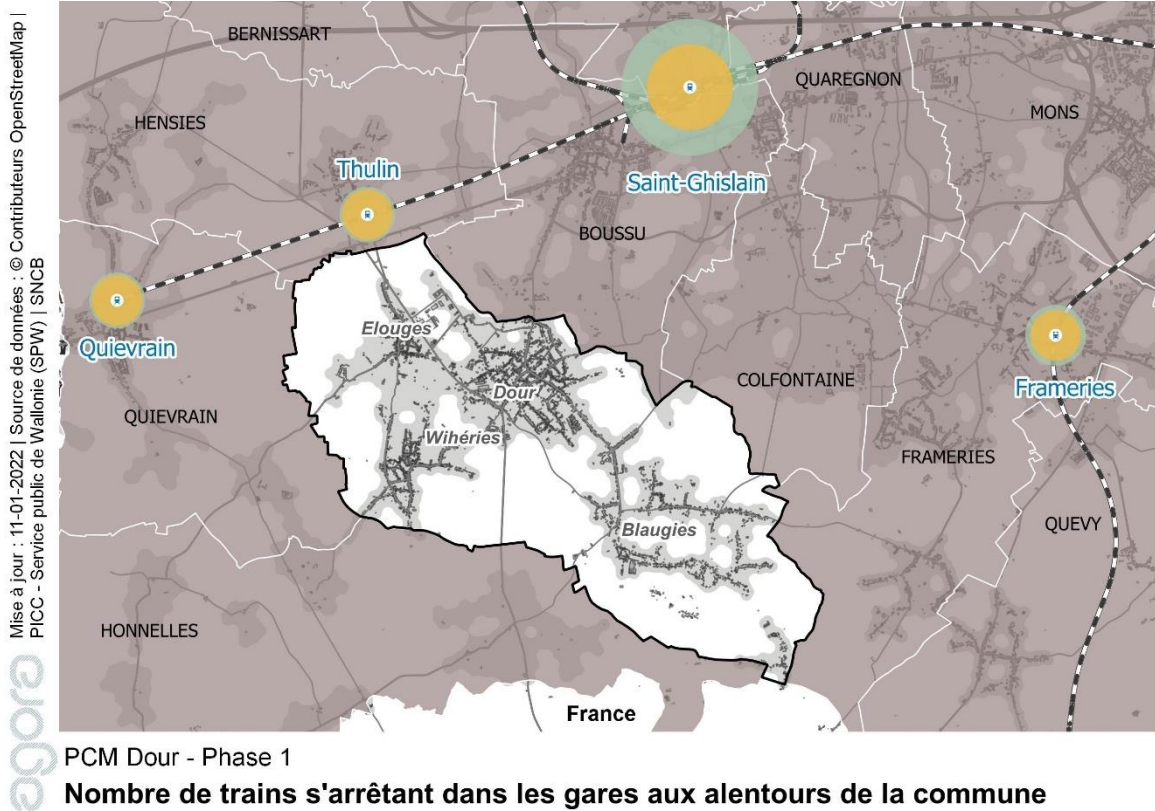 BERNISSART
QUAREGNON
HENSIES
MONS
Thulin
Saint-Ghislain
BOUSSU
Elouges
Quievrain
Dour
COLFONTAINE
Frameries
QUIEVRAIN
Wihéries
FRAMERIES
Blaugies
QUEVY
HONNELLES
France
Mise à jour : 11-01-2022 | Source de données : © Contributeurs OpenStreetMap |
PICC - Service public de Wallonie (SPW) | SNCB
agora
PCM Dour - Phase 1
Nombre de trains s'arrêtant dans les gares aux alentours de la commune